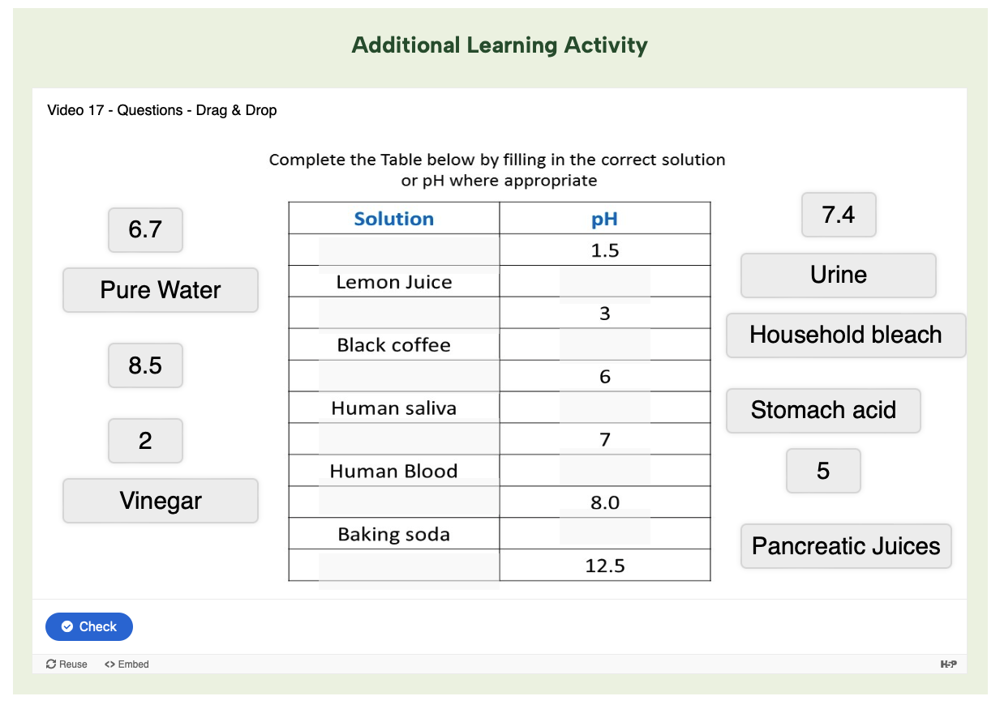 Additional Learning Activity
Video 17 - Questions - Drag & Drop
Complete the Table below by filling in the correct solution
or pH where appropriate
6.7
Pure Water
8.5
2
Vinegar
Solution pH
1.5
Lemon Juice
3
Black coffee
6
Human saliva
7
Human Blood
8.0
Baking soda
12.5
7.4
Urine
Household bleach
Stomach acid
5
Pancreatic Juices
Check
Reuse <> Embed
H5P